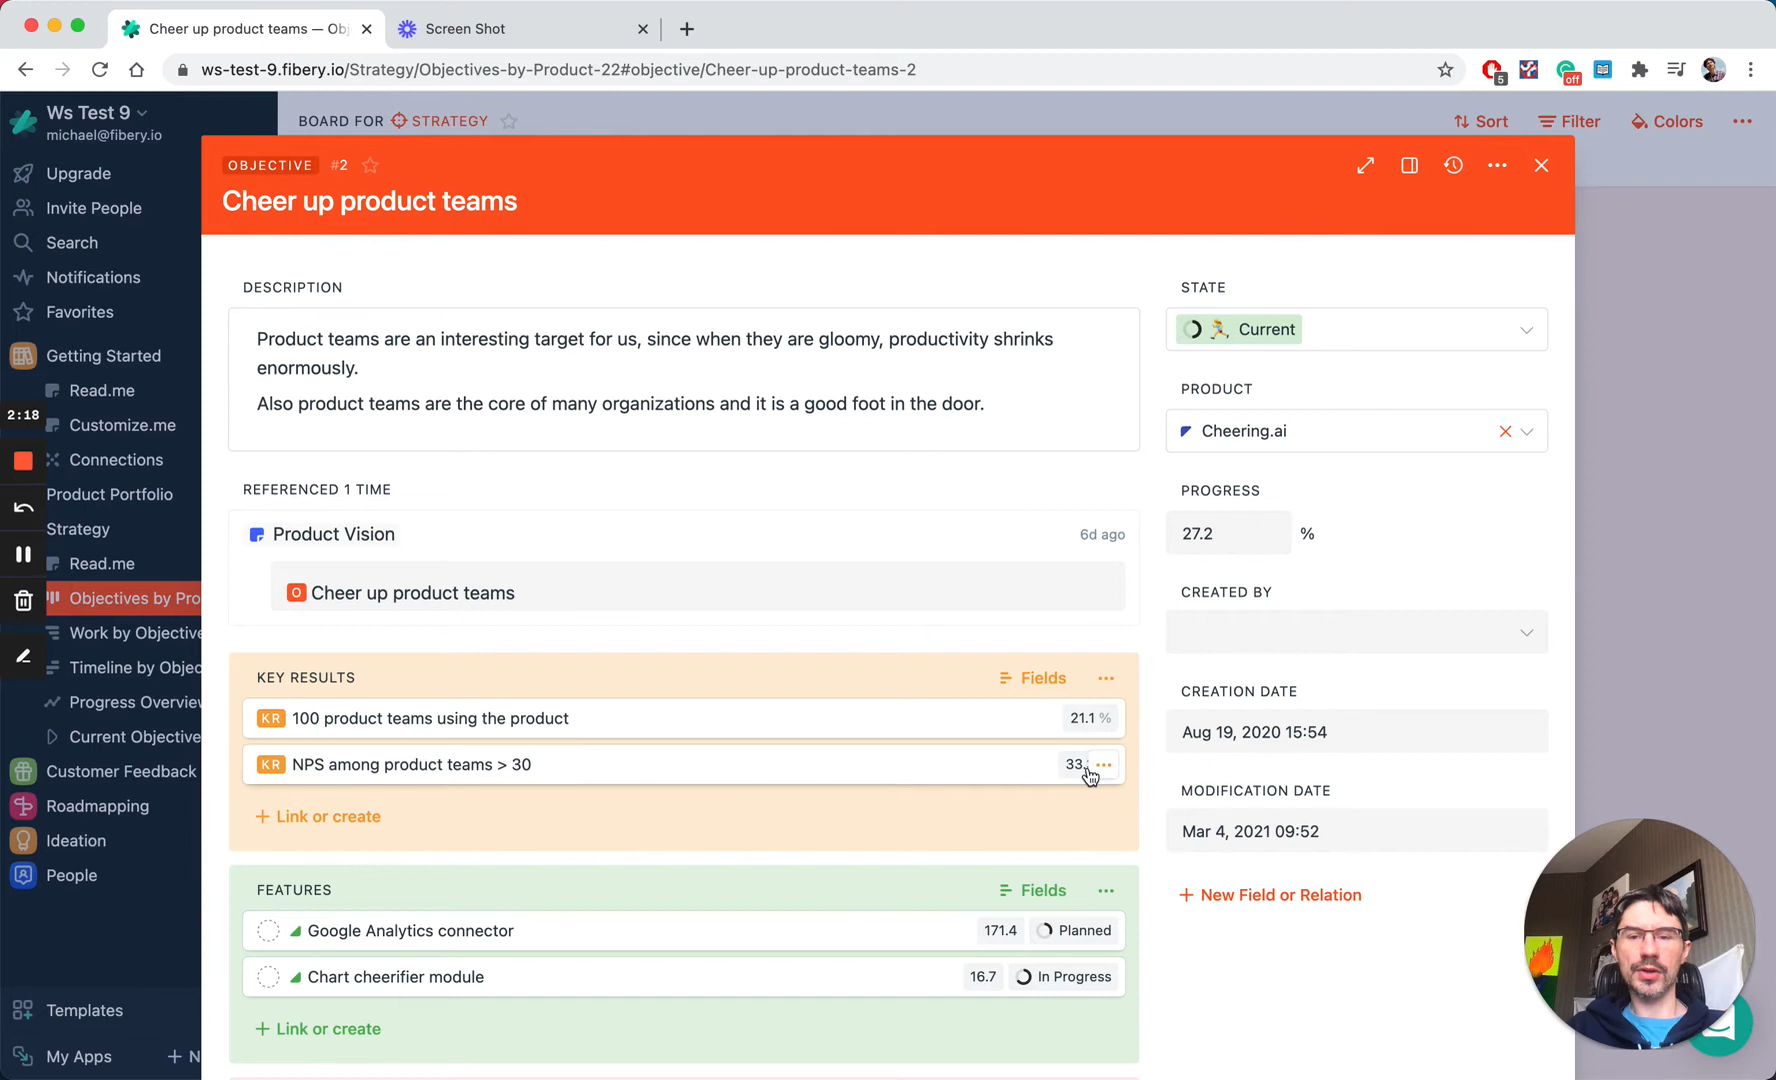 Cheer up product teams — Obj
Screen Shot
ws-test-9.fibery.io/Strategy/Objectives-by-Product-22#objective/Cheer-up-product-teams-2
5
off
Ws Test 9
michael@fibery.io
Upgrade
Invite People
Search
Notifications
Favorites
Getting Started
Read.me
2:18
Customize.me
Connections
Product Portfolio
Strategy
Read.me
Objectives by Pro
Work by Objective
Timeline by Objec
Progress Overview
Current Objective
Customer Feedback
Roadmapping
Ideation
People
Templates
My Apps
+ N
BOARD FOR STRATEGY
Sort
Filter
Colors
OBJECTIVE #2
Cheer up product teams
DESCRIPTION
Product teams are an interesting target for us, since when they are gloomy, productivity shrinks
enormously.
Also product teams are the core of many organizations and it is a good foot in the door.
REFERENCED 1 TIME
Product Vision
6d ago
O Cheer up product teams
KEY RESULTS
Fields
KR 100 product teams using the product
21.1 %
KR NPS among product teams > 30
33.
+ Link or create
FEATURES
Fields
Google Analytics connector
171.4
Planned
Chart cheerifier module
16.7
In Progress
+ Link or create
STATE
Current
PRODUCT
Cheering.ai
PROGRESS
27.2
%
CREATED BY
CREATION DATE
Aug 19, 2020 15:54
MODIFICATION DATE
Mar 4, 2021 09:52
+ New Field or Relation